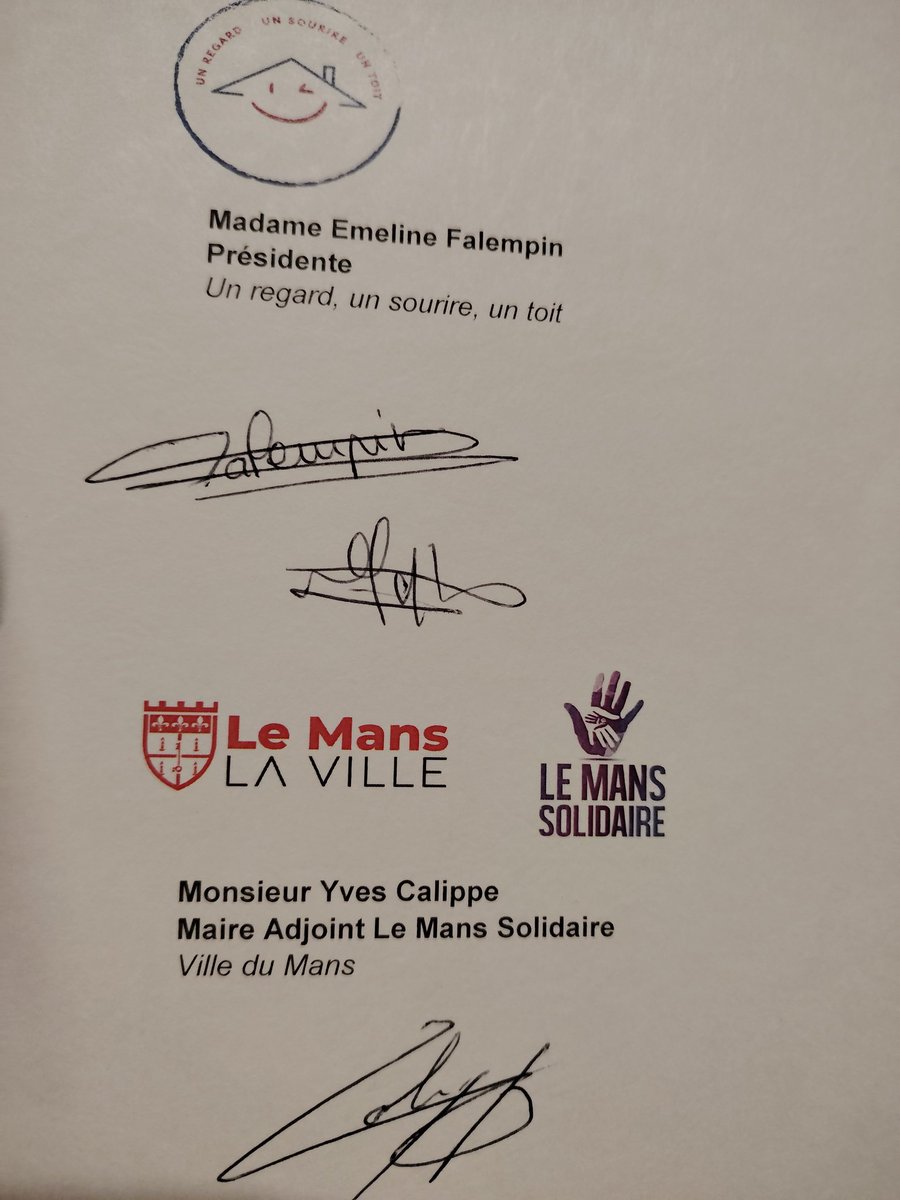 UN REGARD UN SOURIRE UN TOIT
Madame Emeline Falempin
Présidente
Un regard, un sourire, un toit
Falempin
Le Mans
LA VILLE
LE MANS
SOLIDAIRE
Monsieur Yves Calippe
Maire Adjoint Le Mans Solidaire
Ville du Mans